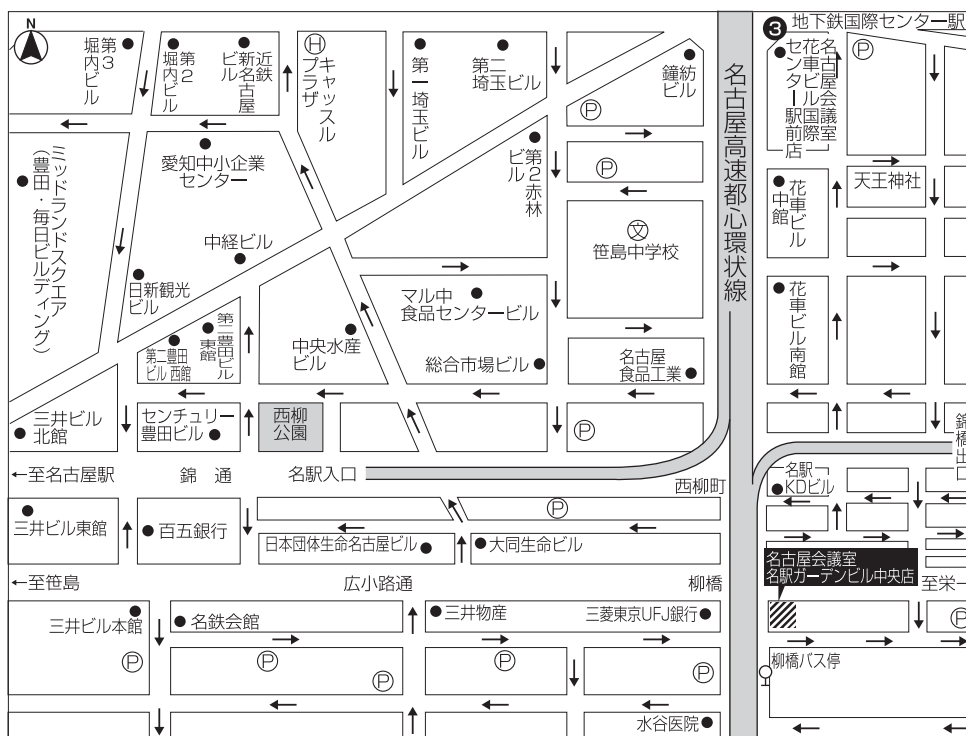 N
第3
堀内ビル
第2
堀内ビル
近鉄
新名古屋
ビル
H
キャッスル
プラザ
第一埼玉ビル
第二
埼玉ビル
鐘紡
ビル
P
名古屋高速都心環状線
3
地下鉄国際センター駅
名古屋会議室
花車ビル国際
センター駅前店
P
愛知中小企業
センター
ミッドランドスクエア
(豊田・毎日ビルディング)
第2赤林
ビル
P
天王神社
花車ビル
中館
文
笹島中学校
中経ビル
日新観光
ビル
マル中
食品センタービル
花車ビル南館
第二豊田ビル
東館
第二豊田
ビル 西館
中央水産
ビル
総合市場ビル
名古屋
食品工業
三井ビル
北館
センチュリー
豊田ビル
西柳
公園
P
錦橋出口
←至名古屋駅
錦通
名駅入口
西柳町
名駅
KDビル
三井ビル東館
百五銀行
P
日本団体生命名古屋ビル
大同生命ビル
名古屋会議室
名駅ガーデンビル中央店
←至笹島
広小路通
柳橋
至栄
三井ビル本館
名鉄会館
三井物産
三菱東京UFJ銀行
P
P
P
P
P
P
柳橋バス停
水谷医院